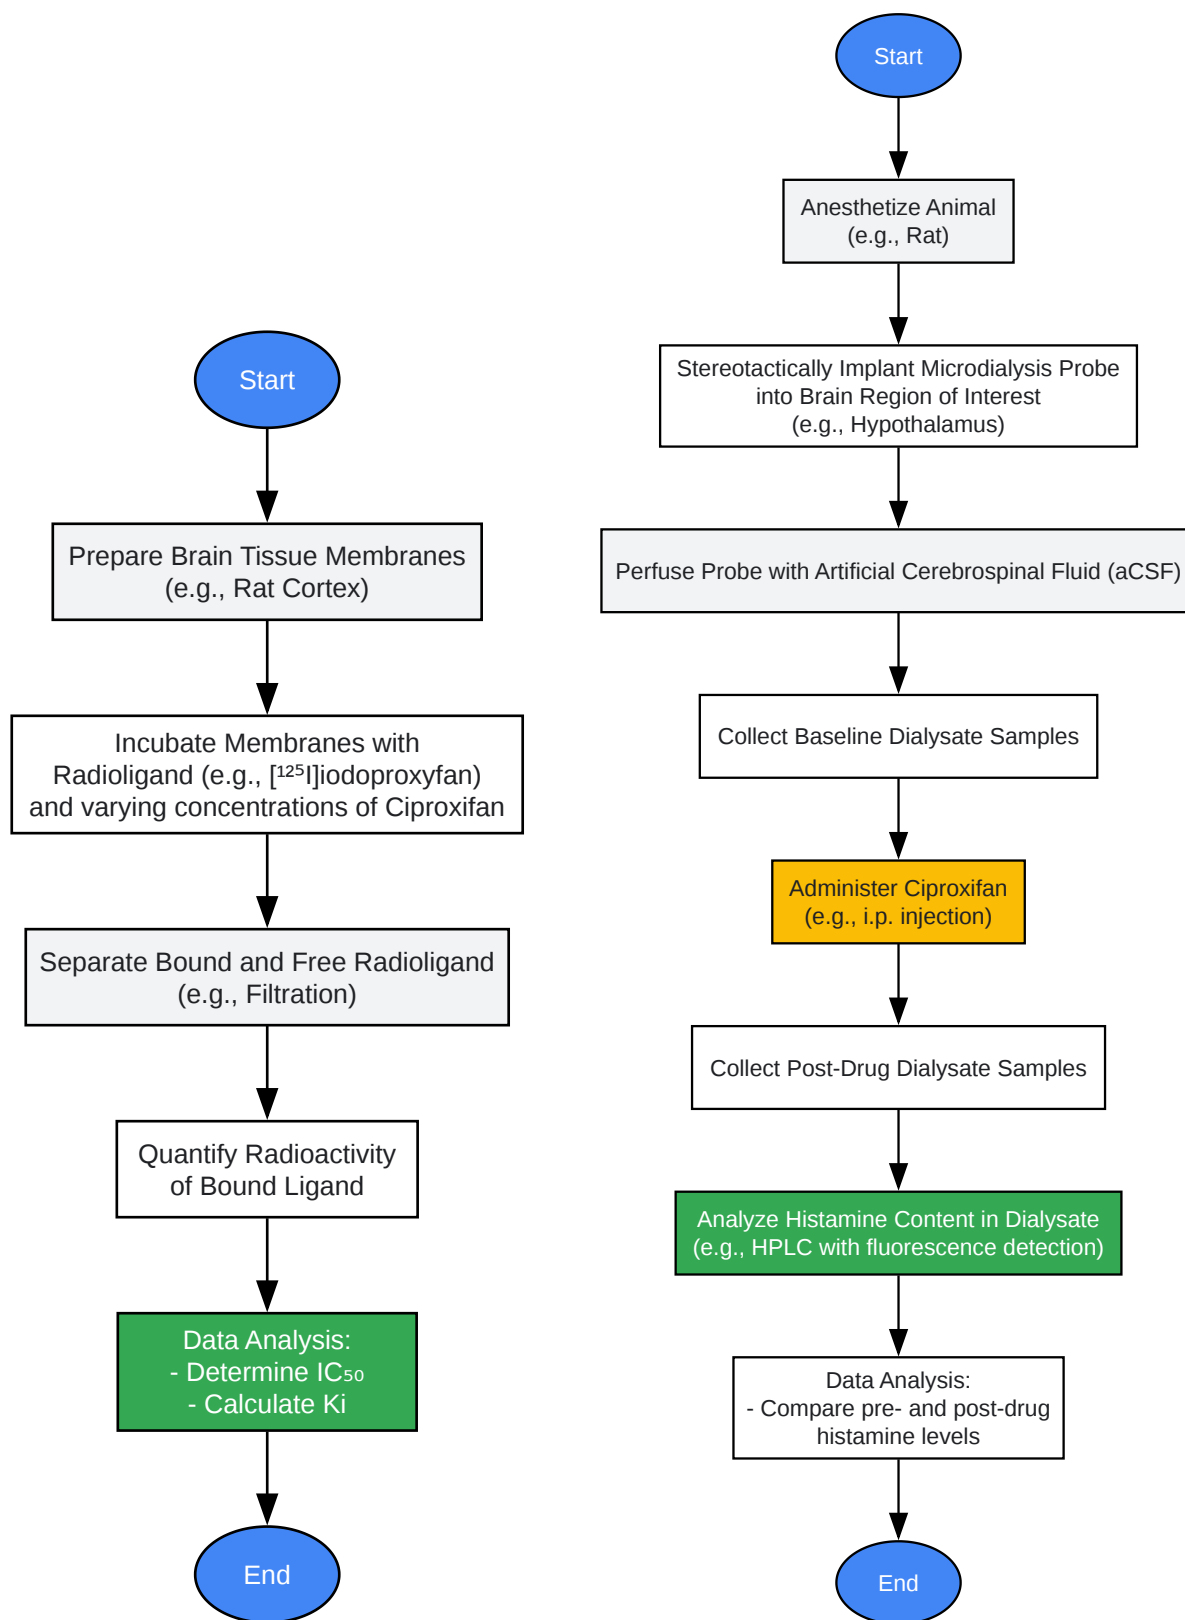 Start
Prepare Brain Tissue Membranes
(e.g., Rat Cortex)
Incubate Membranes with
Radioligand (e.g., [¹²⁵I]iodoproxyfan)
and varying concentrations of Ciproxifan
Separate Bound and Free Radioligand
(e.g., Filtration)
Quantify Radioactivity
of Bound Ligand
Data Analysis:
- Determine IC₅₀
- Calculate Ki
End
Start
Anesthetize Animal
(e.g., Rat)
Stereotactically Implant Microdialysis Probe
into Brain Region of Interest
(e.g., Hypothalamus)
Perfuse Probe with Artificial Cerebrospinal Fluid (aCSF)
Collect Baseline Dialysate Samples
Administer Ciproxifan
(e.g., i.p. injection)
Collect Post-Drug Dialysate Samples
Analyze Histamine Content in Dialysate
(e.g., HPLC with fluorescence detection)
Data Analysis:
- Compare pre- and post-drug
histamine levels
End